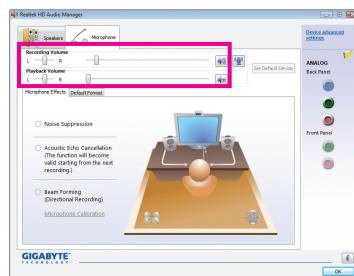 Realtek HD Audio Manager
Speakers
Microphone
Device advanced
settings
Recording Volume
L
R
Set Default Device
Playback Volume
L
R
ANALOG
Back Panel
Microphone Effects
Default Format
Noise Suppression
Acoustic Echo Cancellation
(The function will become
valid starting from the next
recording.)
Front Panel
Beam Forming
(Directional Recording)
Microphone Calibration
GIGABYTE
TECHNOLOGY
i
OK